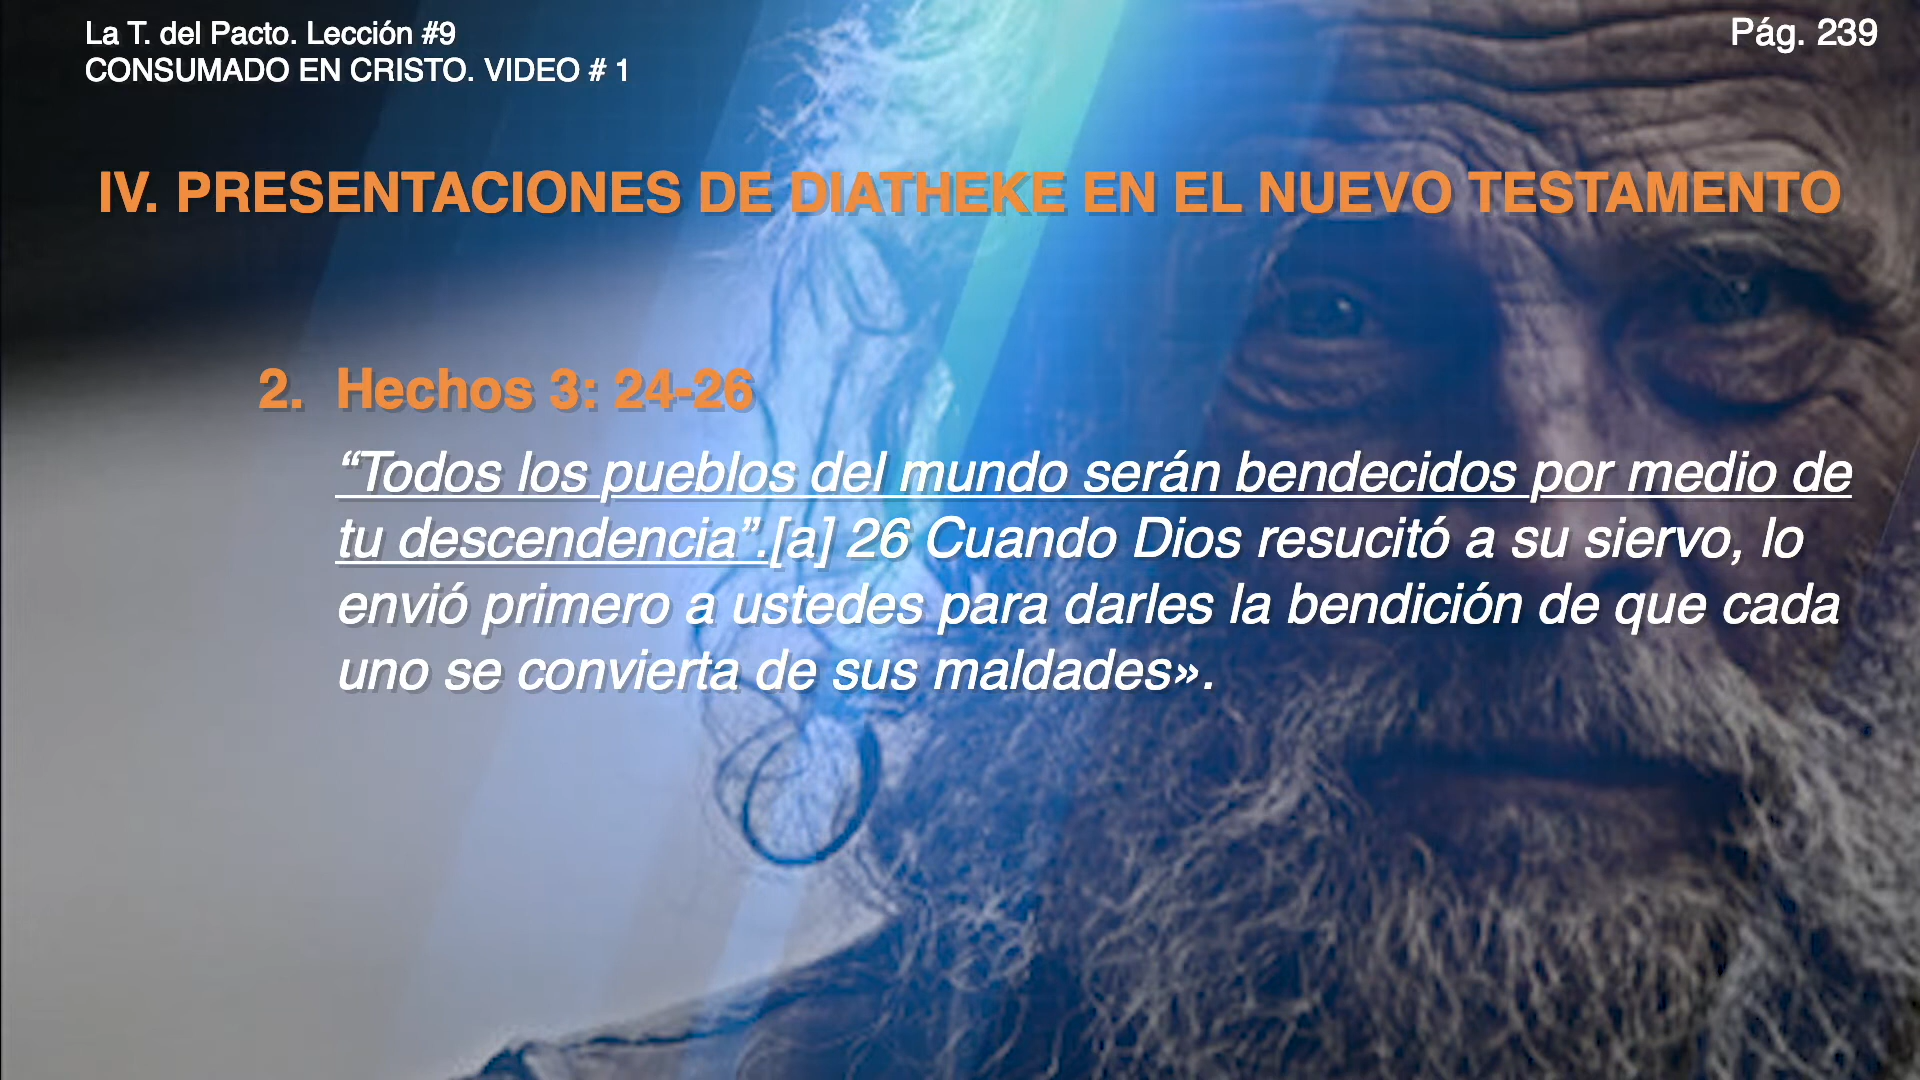 La T. del Pacto. Lección #9
CONSUMADO EN CRISTO. VIDEO # 1
Pág. 239
IV. PRESENTACIONES DE DIATHEKE EN EL NUEVO TESTAMENTO
2. Hechos 3: 24-26
“Todos los pueblos del mundo serán bendecidos por medio de
tu descendencia”.[a] 26 Cuando Dios resucitó a su siervo, lo
envió primero a ustedes para darles la bendición de que cada
uno se convierta de sus maldades».